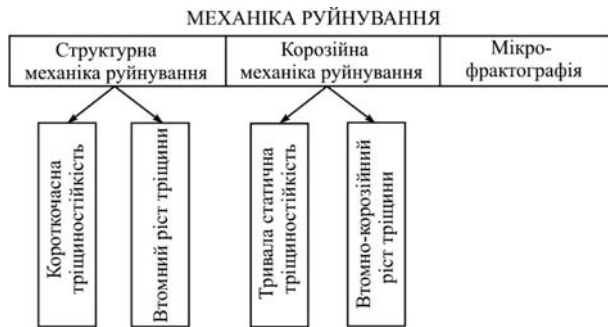 МЕХАНІКА РУЙНУВАННЯ
Структурна
механіка руйнування
Корозійна
механіка руйнування
Мікро-
фрактографія
Короткочасна
тріщиностійкість
Втомний ріст тріщини
Тривала статична
тріщиностійкість
Втомно-корозійний
ріст тріщини